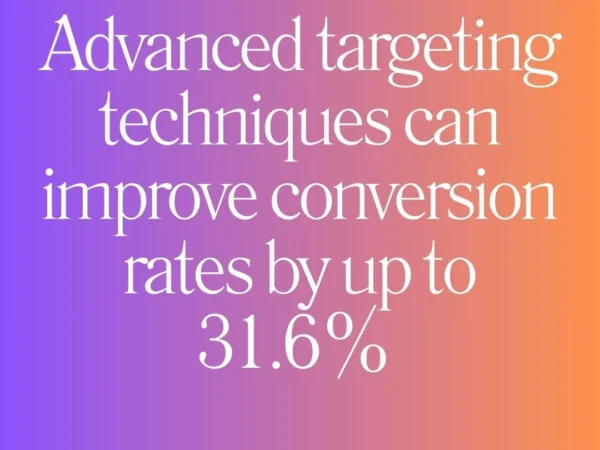 Advanced targeting
techniques can
improve conversion
rates by up to
31.6%